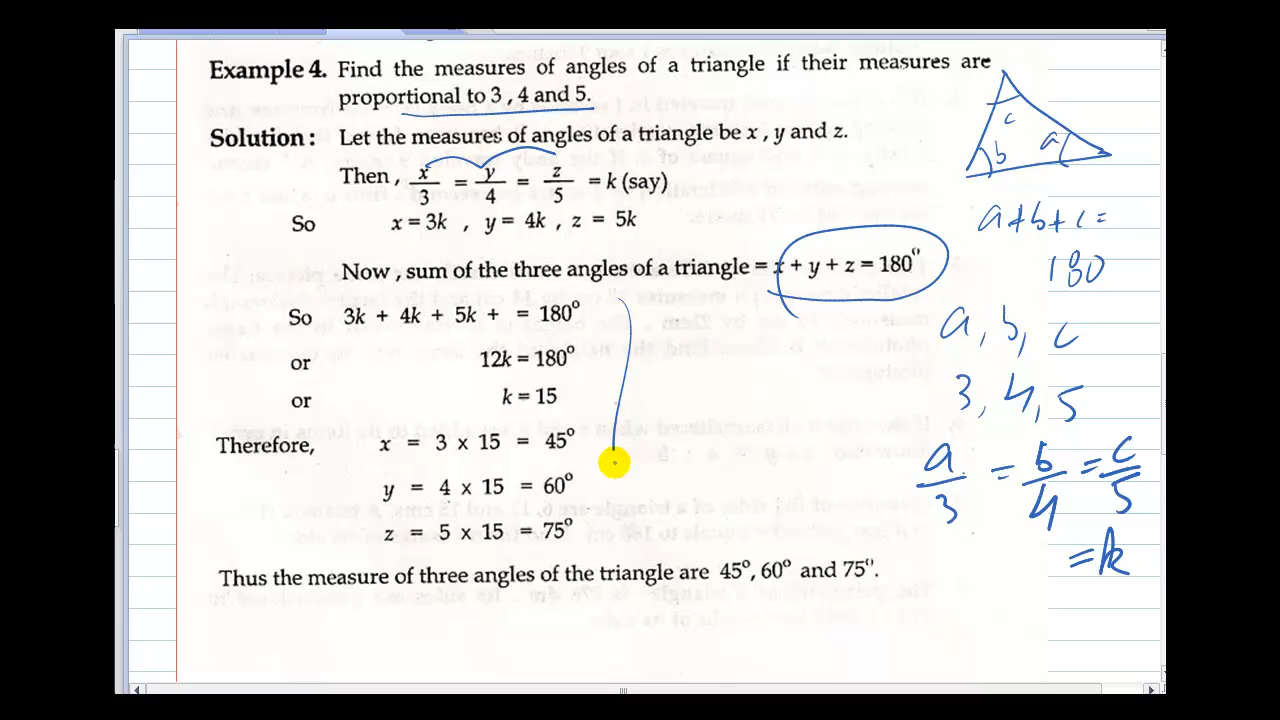 Example 4. Find the measures of angles of a triangle if their measures are
proportional to 3 , 4 and 5.
Solution : Let the measures of angles of a triangle be x , y and z.
Then , x/3 = y/4 = z/5 = k (say)
So x = 3k , y = 4k , z = 5k
Now , sum of the three angles of a triangle = x + y + z = 180°
So 3k + 4k + 5k + = 180°
or 12k = 180°
or k = 15
Therefore, x = 3 x 15 = 45°
y = 4 x 15 = 60°
z = 5 x 15 = 75°
Thus the measure of three angles of the triangle are 45°, 60° and 75°.
c
b a
a+b+c=
180
a, b, c
3, 4, 5
a/3 = b/4 = c/5
=k